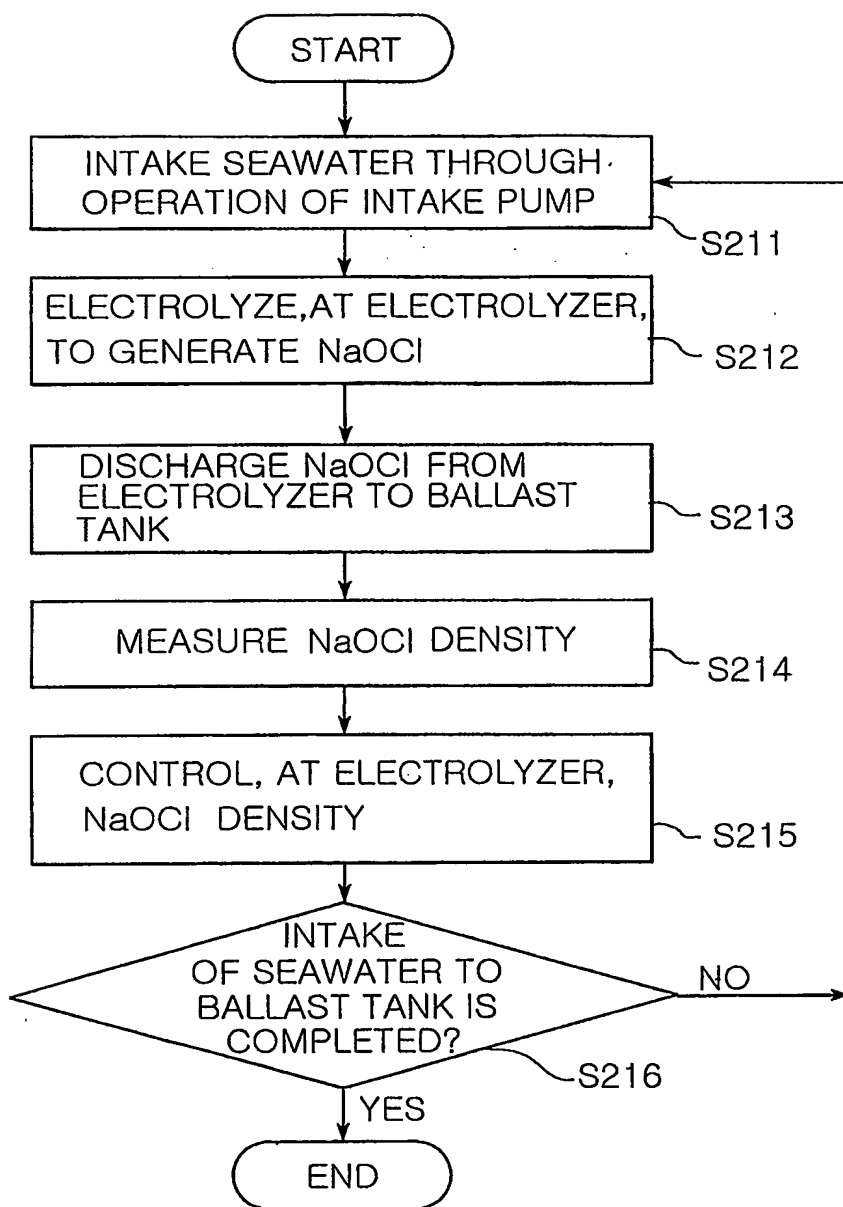 START
INTAKE SEAWATER THROUGH
OPERATION OF INTAKE PUMP
S211
ELECTROLYZE, AT ELECTROLYZER,
TO GENERATE NaOCl
S212
DISCHARGE NaOCl FROM
ELECTROLYZER TO BALLAST
TANK
S213
MEASURE NaOCl DENSITY
S214
CONTROL, AT ELECTROLYZER,
NaOCl DENSITY
S215
INTAKE
OF SEAWATER TO
BALLAST TANK IS
COMPLETED?
NO
S216
YES
END